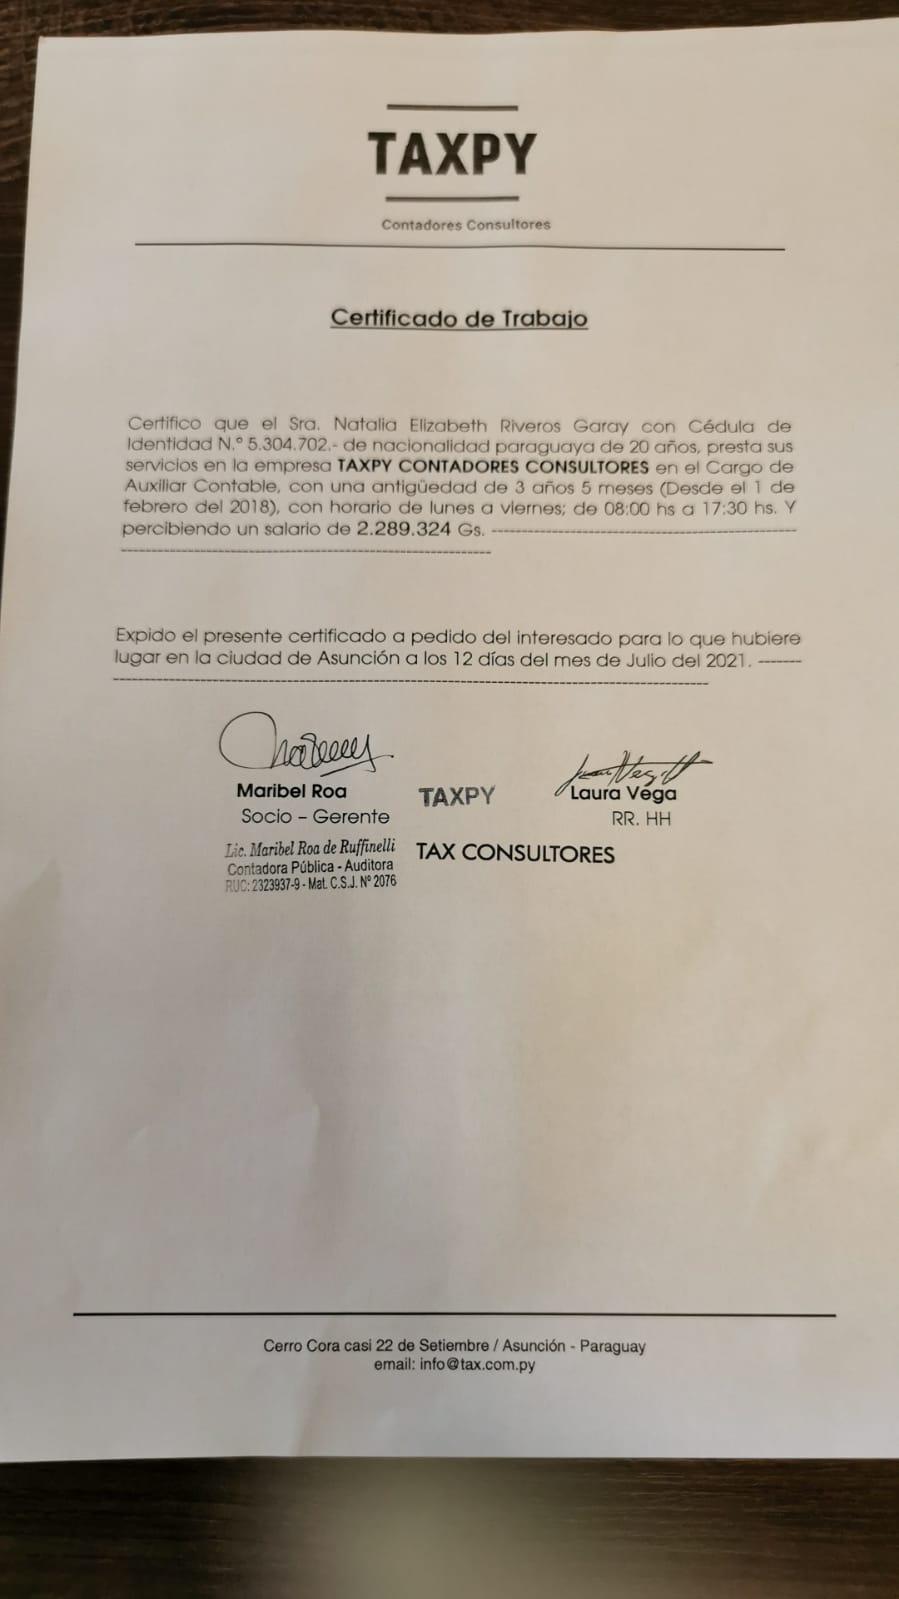 TAXPY
Contadores Consultores
Certificado de Trabajo
Certifico que el Sra. Natalia Elizabeth Riveros Garay con Cédula de
Identidad N.° 5.304.702.- de nacionalidad paraguaya de 20 años, presta sus
servicios en la empresa TAXPY CONTADORES CONSULTORES en el Cargo de
Auxiliar Contable, con una antigüedad de 3 años 5 meses (Desde el 1 de
febrero del 2018), con horario de lunes a viernes; de 08:00 hs a 17:30 hs. Y
percibiendo un salario de 2.289.324 Gs. ------------------------------------------------
----------------------------------------------------------
Expido el presente certificado a pedido del interesado para lo que hubiere
lugar en la ciudad de Asunción a los 12 días del mes de Julio del 2021. -------
----------------------------------------------------------------------------------------------
Maribel Roa
Socio – Gerente
Lic. Maribel Roa de Ruffinelli
Contadora Pública - Auditora
RUC: 2323937-9 - Mat. C.S.J. Nº 2076
TAXPY
TAX CONSULTORES
Laura Vega
RR. HH
Cerro Cora casi 22 de Setiembre / Asunción - Paraguay
email: info@tax.com.py